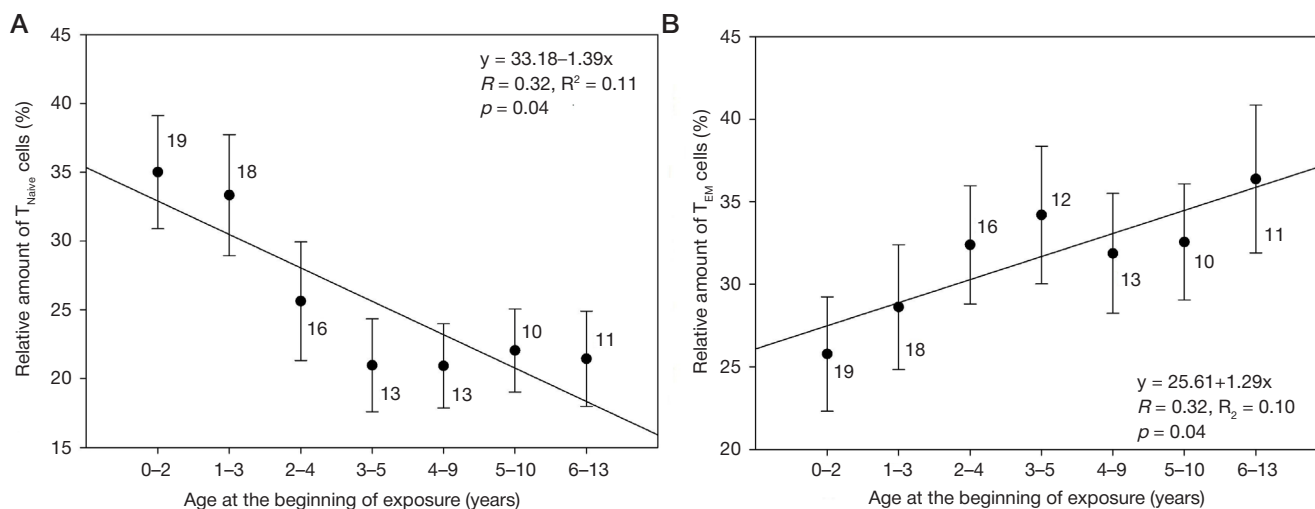 A
y = 33.18–1.39x
R = 0.32, R² = 0.11
p = 0.04
Relative amount of T_Naive cells (%)
45
40
35
30
25
20
15
19
18
16
13
13
10
11
0–2 1–3 2–4 3–5 4–9 5–10 6–13
Age at the beginning of exposure (years)
B
Relative amount of T_EM cells (%)
45
40
35
30
25
20
19
18
16
12
13
10
11
y = 25.61+1.29x
R = 0.32, R₂ = 0.10
p = 0.04
0–2 1–3 2–4 3–5 4–9 5–10 6–13
Age at the beginning of exposure (years)